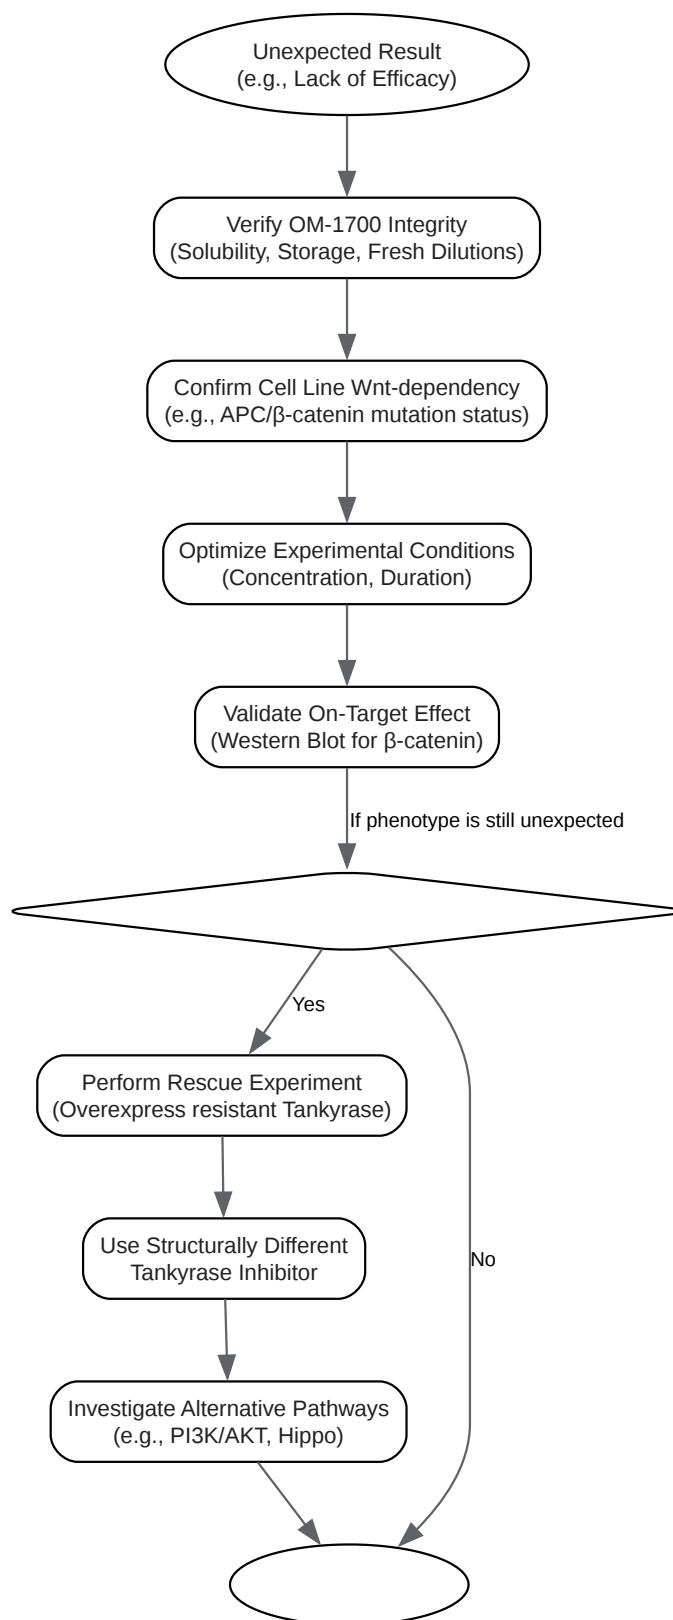 Unexpected Result
(e.g., Lack of Efficacy)
Verify OM-1700 Integrity
(Solubility, Storage, Fresh Dilutions)
Confirm Cell Line Wnt-dependency
(e.g., APC/β-catenin mutation status)
Optimize Experimental Conditions
(Concentration, Duration)
Validate On-Target Effect
(Western Blot for β-catenin)
If phenotype is still unexpected
Yes
Perform Rescue Experiment
(Overexpress resistant Tankyrase)
Use Structurally Different
Tankyrase Inhibitor
No
Investigate Alternative Pathways
(e.g., PI3K/AKT, Hippo)